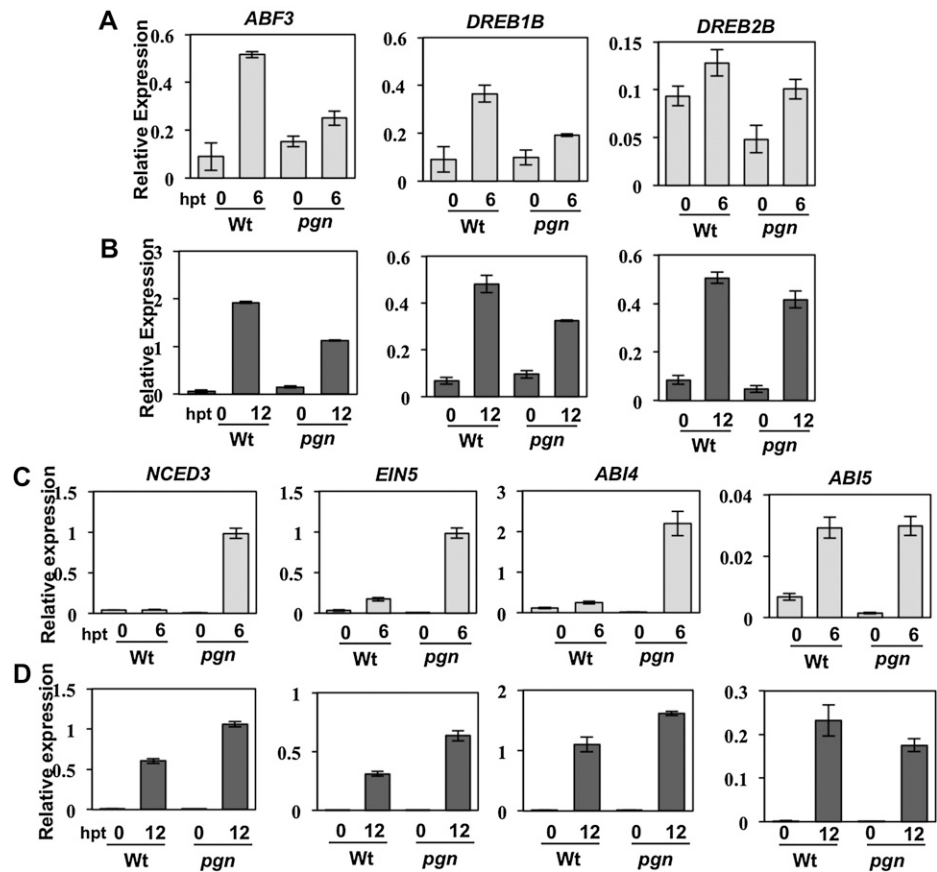 A
ABF3
DREB1B
DREB2B
Relative Expression
0.6
0.4
0.2
0
0.6
0.4
0.2
0
0.15
0.1
0.05
0
hpt 0 6 0 6
Wt pgn
0 6 0 6
Wt pgn
0 6 0 6
Wt pgn
B
Relative Expression
3
2
1
0
0.6
0.4
0.2
0
0.6
0.4
0.2
0
hpt 0 12 0 12
Wt pgn
0 12 0 12
Wt pgn
0 12 0 12
Wt pgn
C
NCED3
EIN5
ABI4
ABI5
Relative expression
1.5
1
0.5
0
1.5
1
0.5
0
3
2
1
0
0.04
0.02
0
hpt 0 6 0 6
Wt pgn
0 6 0 6
Wt pgn
0 6 0 6
Wt pgn
0 6 0 6
Wt pgn
D
Relative expression
1.5
1
0.5
0
1
0.5
0
2
1
0
0.3
0.2
0.1
0
hpt 0 12 0 12
Wt pgn
0 12 0 12
Wt pgn
0 12 0 12
Wt pgn
0 12 0 12
Wt pgn